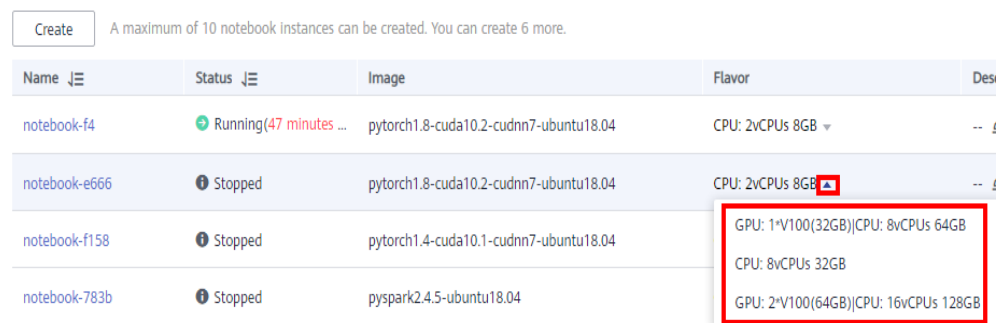 Create A maximum of 10 notebook instances can be created. You can create 6 more.
Name Status Image Flavor Des
notebook-f4 Running(47 minutes ... pytorch1.8-cuda10.2-cudnn7-ubuntu18.04 CPU: 2vCPUs 8GB --
notebook-e666 Stopped pytorch1.8-cuda10.2-cudnn7-ubuntu18.04 CPU: 2vCPUs 8GB --
GPU: 1*V100(32GB)|CPU: 8vCPUs 64GB
notebook-f158 Stopped pytorch1.4-cuda10.1-cudnn7-ubuntu18.04
CPU: 8vCPUs 32GB
notebook-783b Stopped pyspark2.4.5-ubuntu18.04
GPU: 2*V100(64GB)|CPU: 16vCPUs 128GB